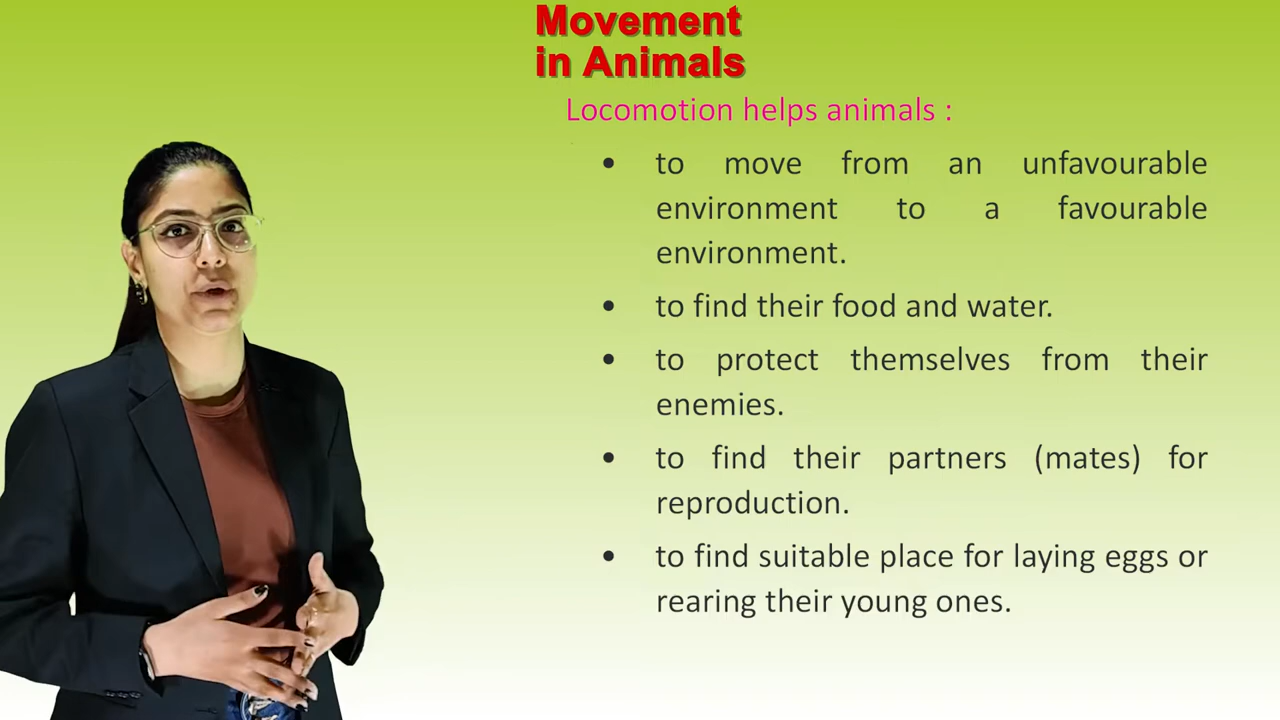 Movement
in Animals
Locomotion helps animals :
• to move from an unfavourable
environment to a favourable
environment.
• to find their food and water.
• to protect themselves from their
enemies.
• to find their partners (mates) for
reproduction.
• to find suitable place for laying eggs or
rearing their young ones.